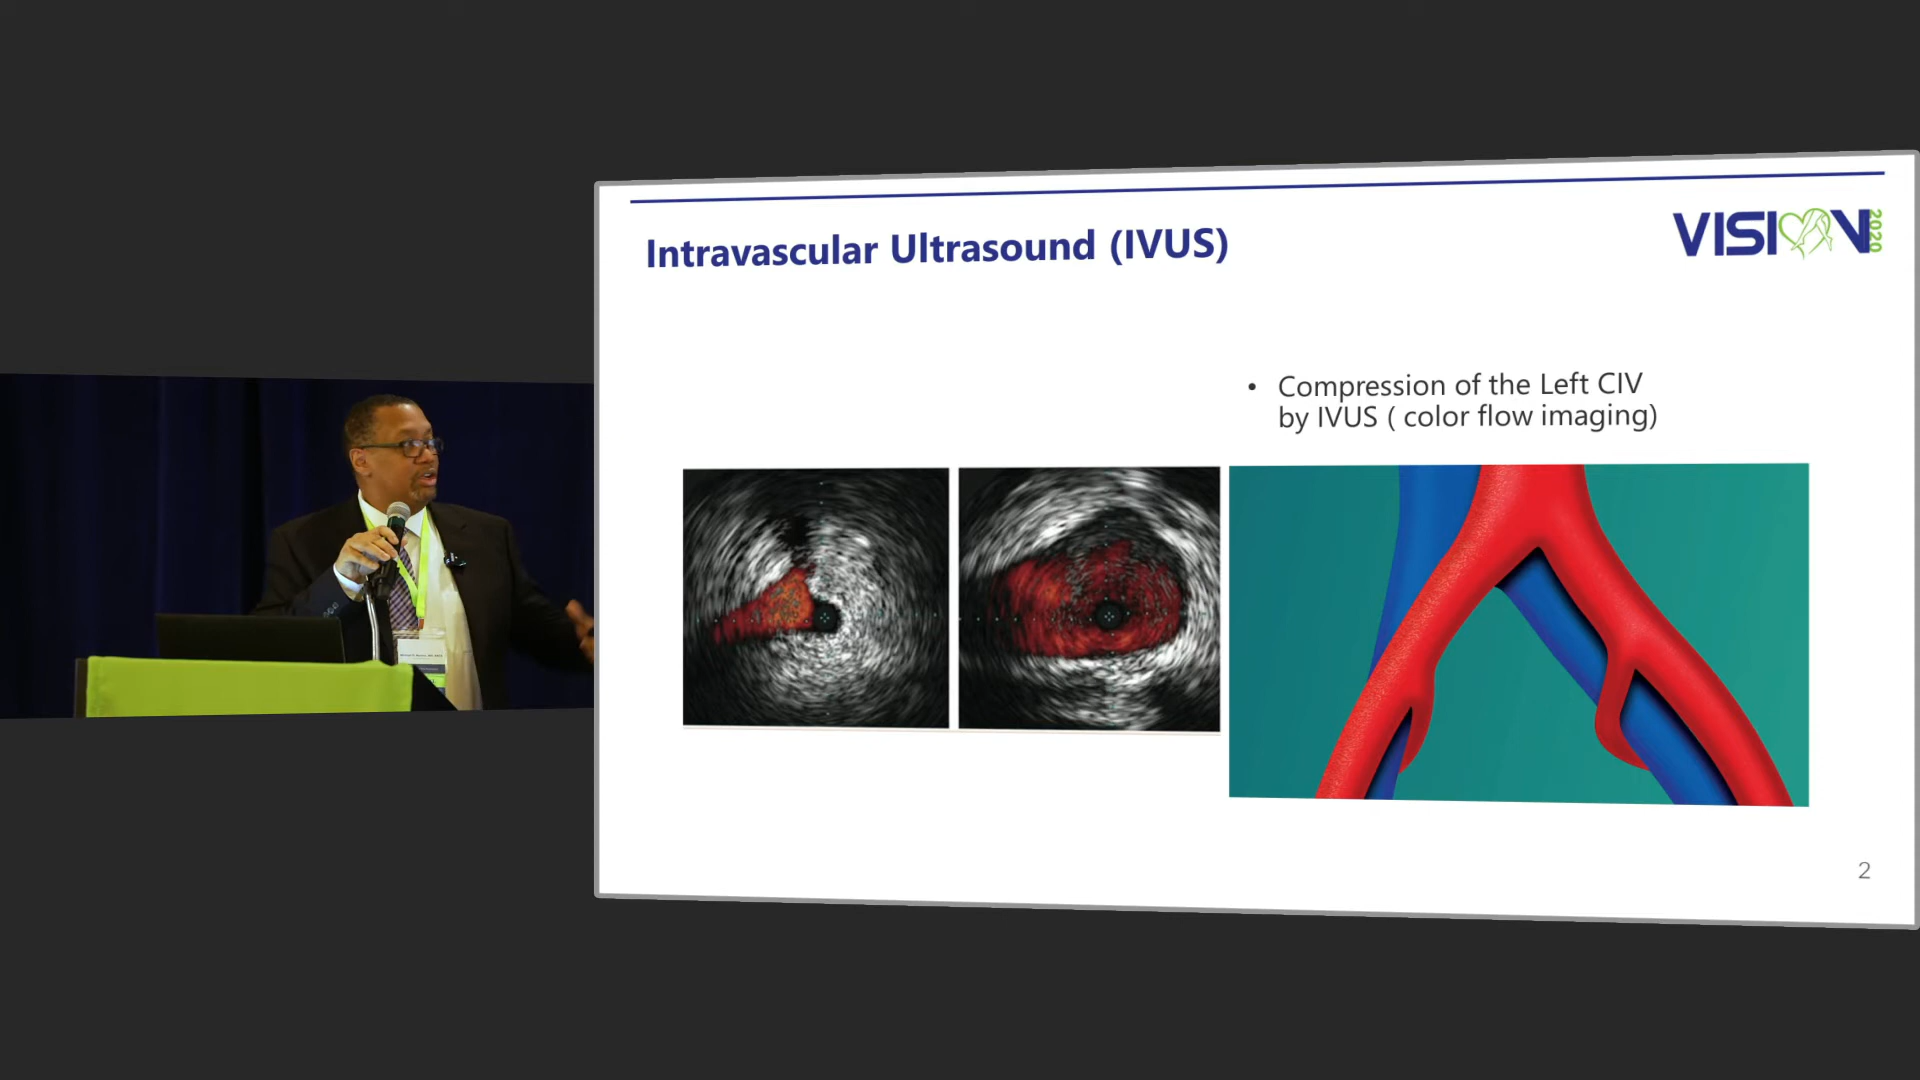 Intravascular Ultrasound (IVUS)
VISION 2020
• Compression of the Left CIV
by IVUS ( color flow imaging)
2